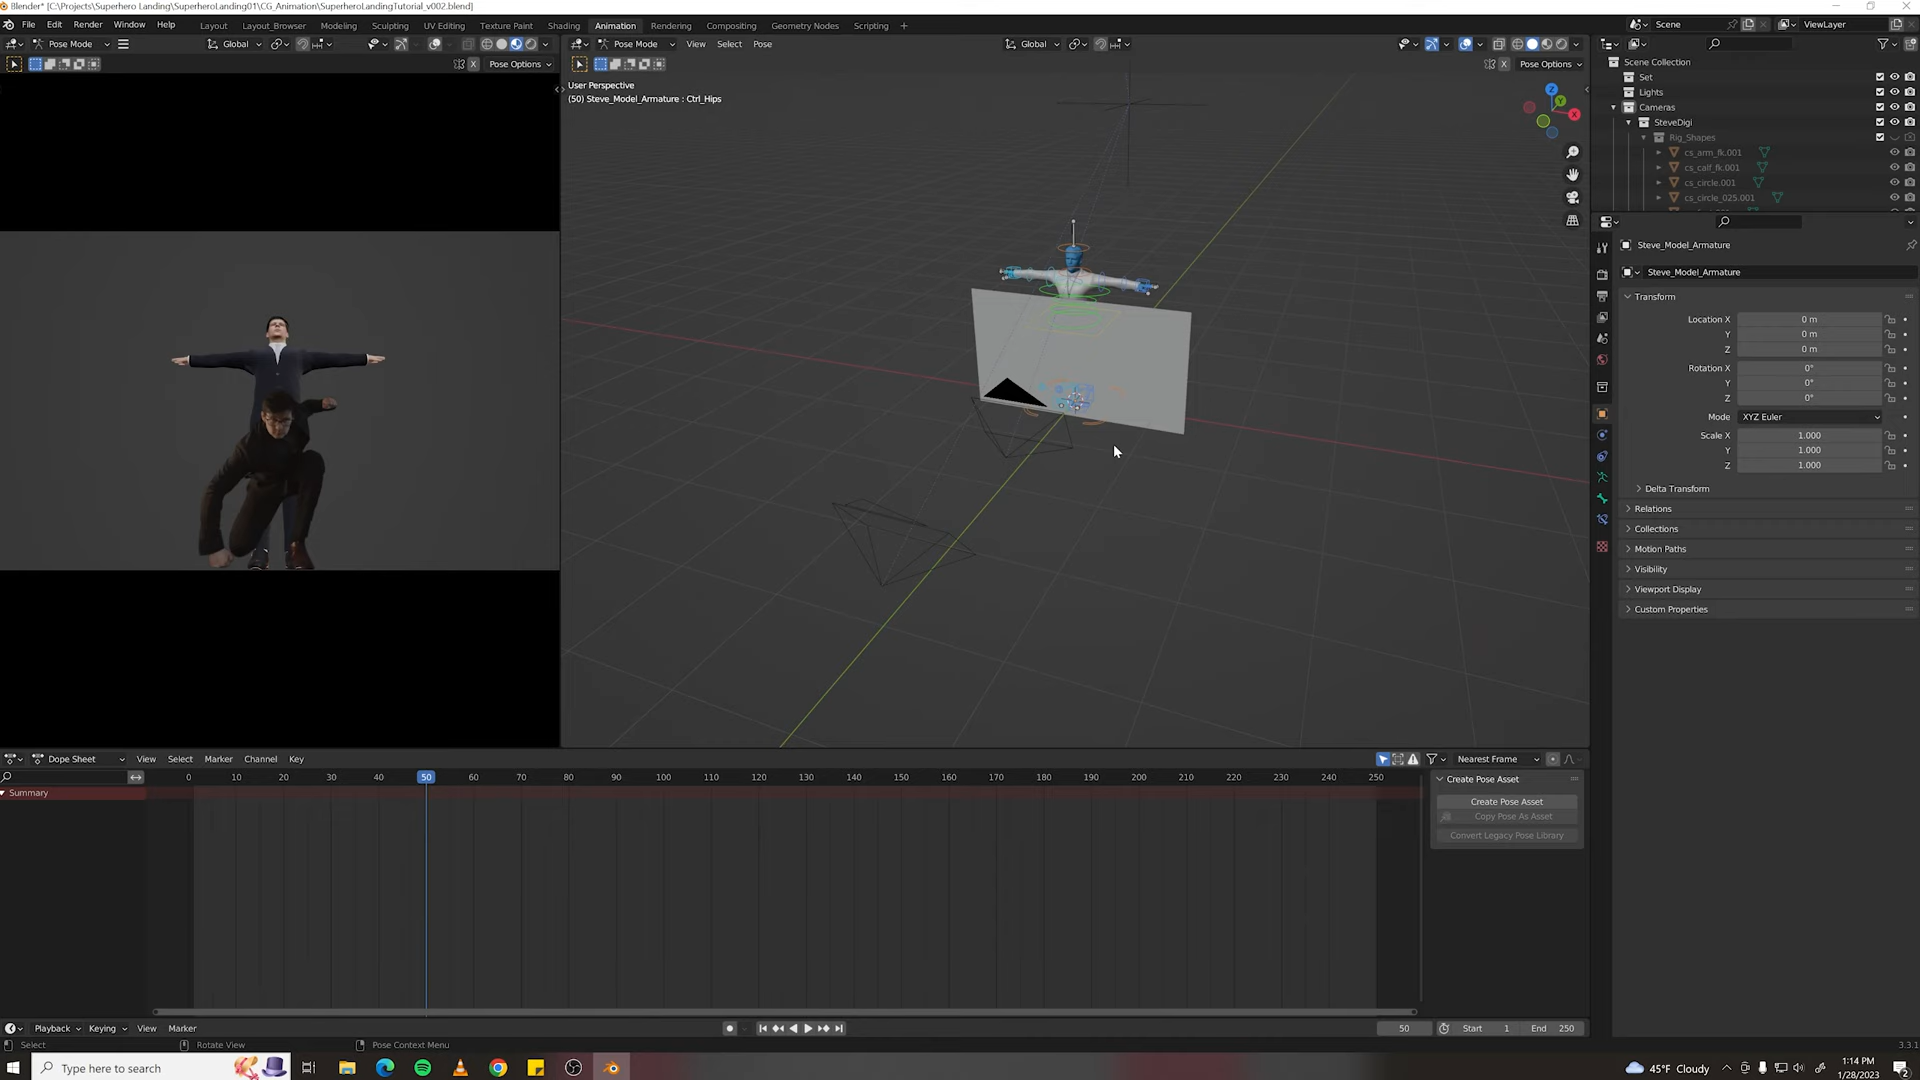 Blender* [C:\Projects\Superhero Landing\SuperheroLanding01\CG_Animation\SuperheroLandingTutorial_v002.blend]
File Edit Render Window Help Layout Layout_Browser Modeling Sculpting UV Editing Texture Paint Shading Animation Rendering Compositing Geometry Nodes Scripting + Scene ViewLayer
Pose Mode Global Pose Mode View Select Pose Global
Pose Options X Pose Options
User Perspective
(50) Steve_Model_Armature : Ctrl_Hips
Z
Y
X
Scene Collection
Set
Lights
Cameras
SteveDigi
Rig_Shapes
cs_arm_fk.001
cs_calf_fk.001
cs_circle.001
cs_circle_025.001
Steve_Model_Armature
Steve_Model_Armature
Transform
Location X 0 m
Y 0 m
Z 0 m
Rotation X 0°
Y 0°
Z 0°
Mode XYZ Euler
Scale X 1.000
Y 1.000
Z 1.000
Delta Transform
Relations
Collections
Motion Paths
Visibility
Viewport Display
Custom Properties
Dope Sheet View Select Marker Channel Key Nearest Frame
0 10 20 30 40 50 60 70 80 90 100 110 120 130 140 150 160 170 180 190 200 210 220 230 240 250
Summary
Create Pose Asset
Create Pose Asset
Copy Pose As Asset
Convert Legacy Pose Library
Playback Keying View Marker 50 Start 1 End 250
Select Rotate View Pose Context Menu 3.3.1
Type here to search
45°F Cloudy
1:14 PM
1/28/2023
2